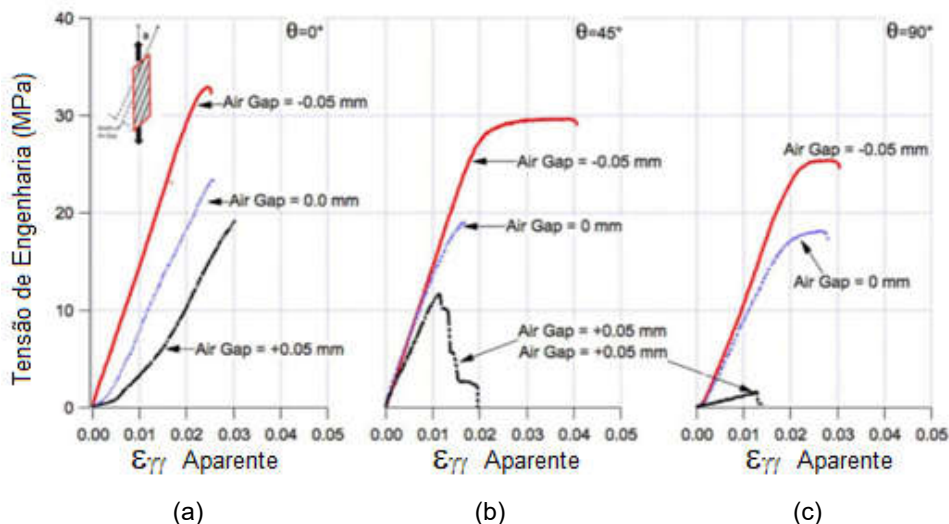 Tensão de Engenharia (MPa)
40
30
20
10
0
θ=0°
θ
Air Gap = -0.05 mm
Air Gap = 0.0 mm
Air Gap = +0.05 mm
0.00 0.01 0.02 0.03 0.04 0.05
εγγ Aparente
(a)
θ=45°
Air Gap = -0.05 mm
Air Gap = 0 mm
Air Gap = +0.05 mm
Air Gap = +0.05 mm
0.00 0.01 0.02 0.03 0.04 0.05
εγγ Aparente
(b)
θ=90°
Air Gap = -0.05 mm
Air Gap = 0 mm
0.00 0.01 0.02 0.03 0.04 0.05
εγγ Aparente
(c)